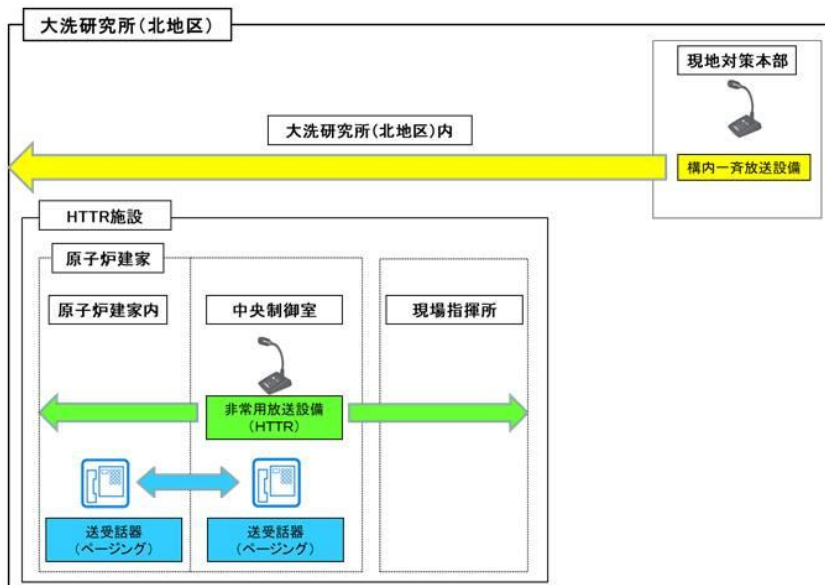 大洗研究所(北地区)
現地対策本部
大洗研究所(北地区)内
構内一斉放送設備
HTTR施設
原子炉建家
原子炉建家内
中央制御室
現場指揮所
非常用放送設備
(HTTR)
送受話器
(ページング)
送受話器
(ページング)